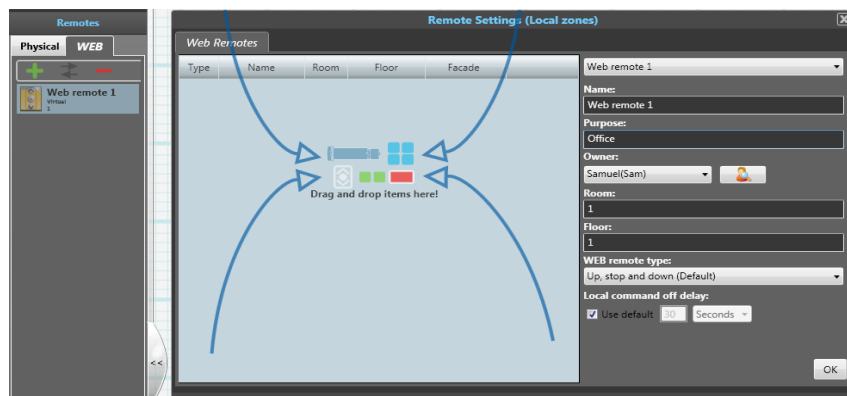 Remotes
Physical WEB
Web remote 1
Virtual
1
<<
Remote Settings (Local zones)
Web Remotes
Type Name Room Floor Facade
Drag and drop items here!
Web remote 1
Name:
Web remote 1
Purpose:
Office
Owner:
Samuel(Sam)
Room:
1
Floor:
1
WEB remote type:
Up, stop and down (Default)
Local command off delay:
Use default 30 Seconds
OK